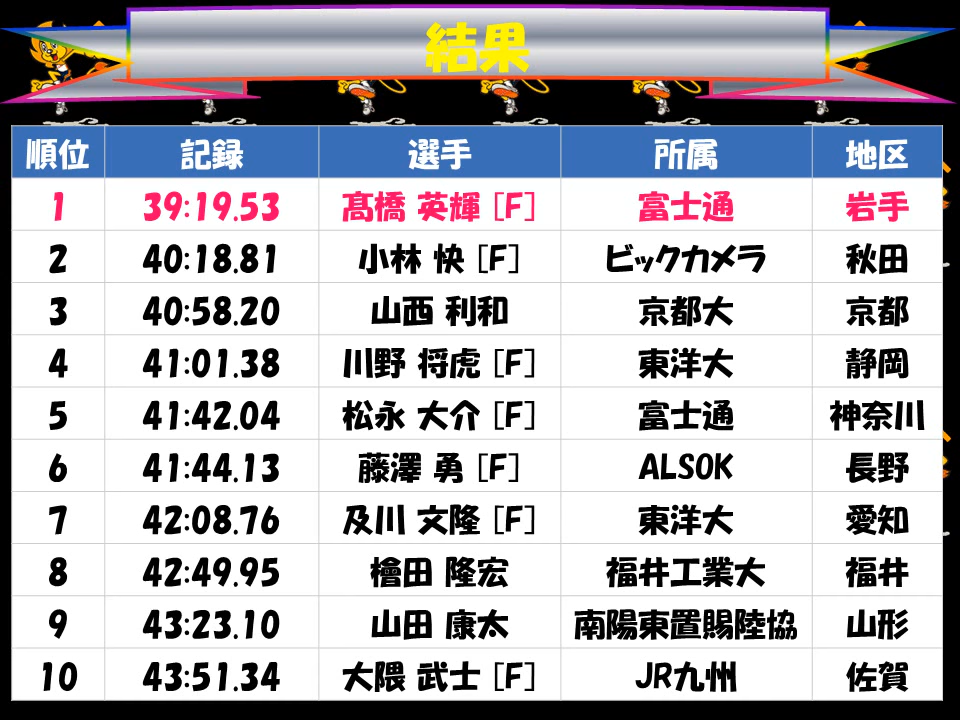 結果
順位 記録 選手 所属 地区
1 39:19.53 髙橋 英輝 [F] 富士通 岩手
2 40:18.81 小林 快 [F] ビックカメラ 秋田
3 40:58.20 山西 利和 京都大 京都
4 41:01.38 川野 将虎 [F] 東洋大 静岡
5 41:42.04 松永 大介 [F] 富士通 神奈川
6 41:44.13 藤澤 勇 [F] ALSOK 長野
7 42:08.76 及川 文隆 [F] 東洋大 愛知
8 42:49.95 檜田 隆宏 福井工業大 福井
9 43:23.10 山田 康太 南陽東置賜陸協 山形
10 43:51.34 大隈 武士 [F] JR九州 佐賀